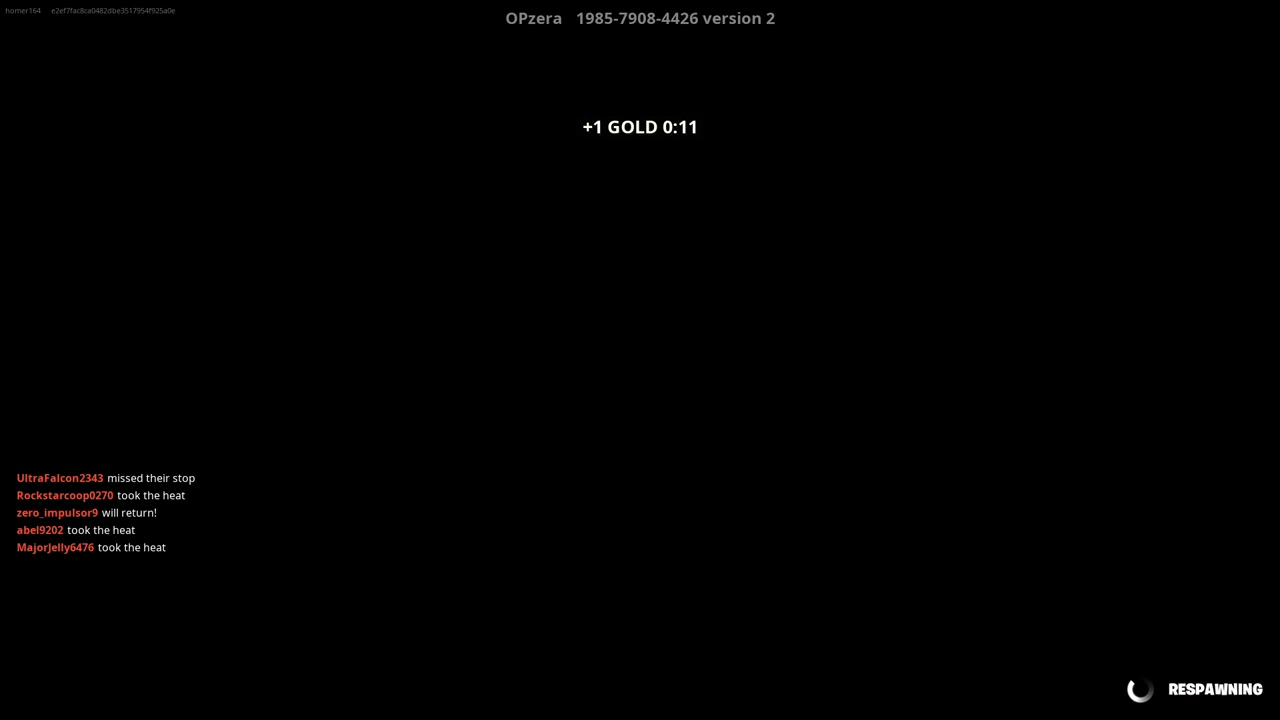 homer164 e2ef7fac8ca0482dbe3517954f925a0e
OPzera 1985-7908-4426 version 2
+1 GOLD 0:11
UltraFalcon2343 missed their stop
Rockstarcoop0270 took the heat
zero_impulsor9 will return!
abel9202 took the heat
MajorJelly6476 took the heat
RESPAWNING